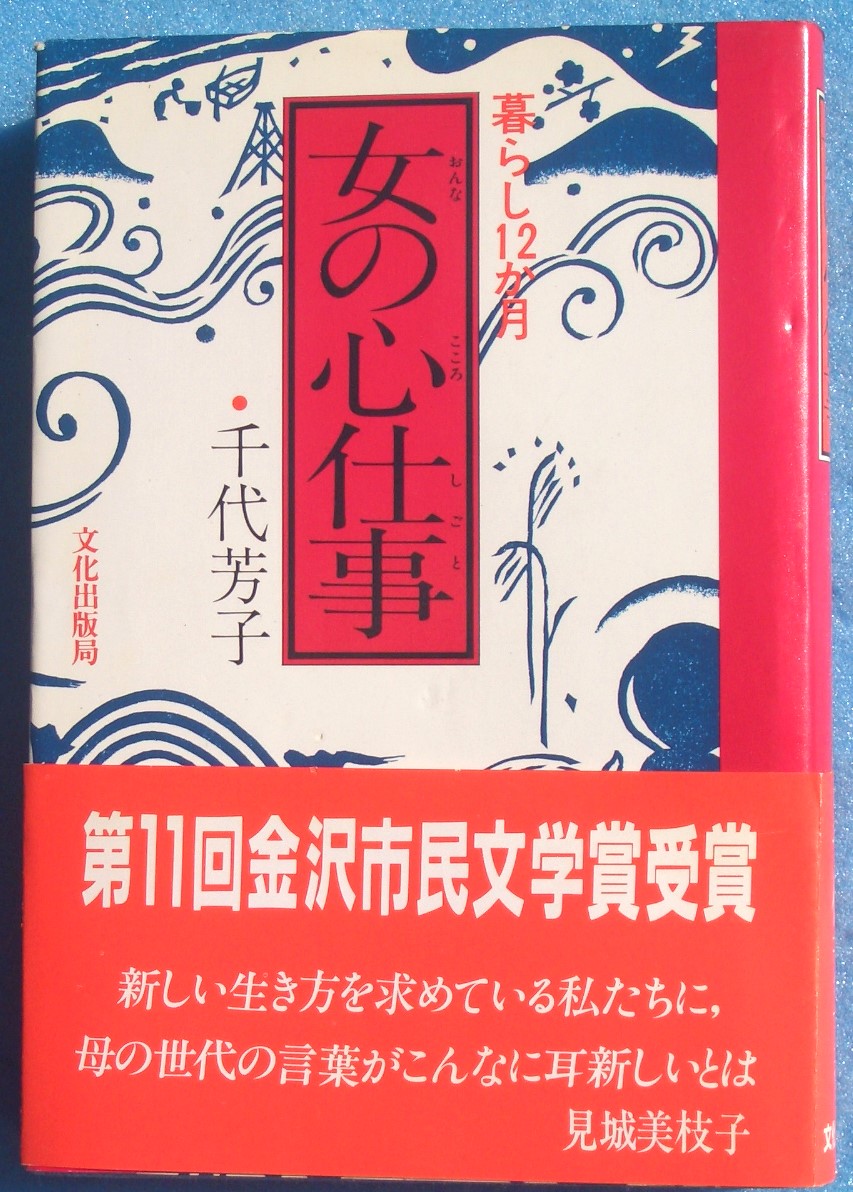 暮らし12か月
女の心仕事
おんな
こころ
しごと
千代芳子
文化出版局
第11回金沢市民文学賞受賞
新しい生き方を求めている私たちに，
母の世代の言葉がこんなに耳新しいとは
見城美枝子